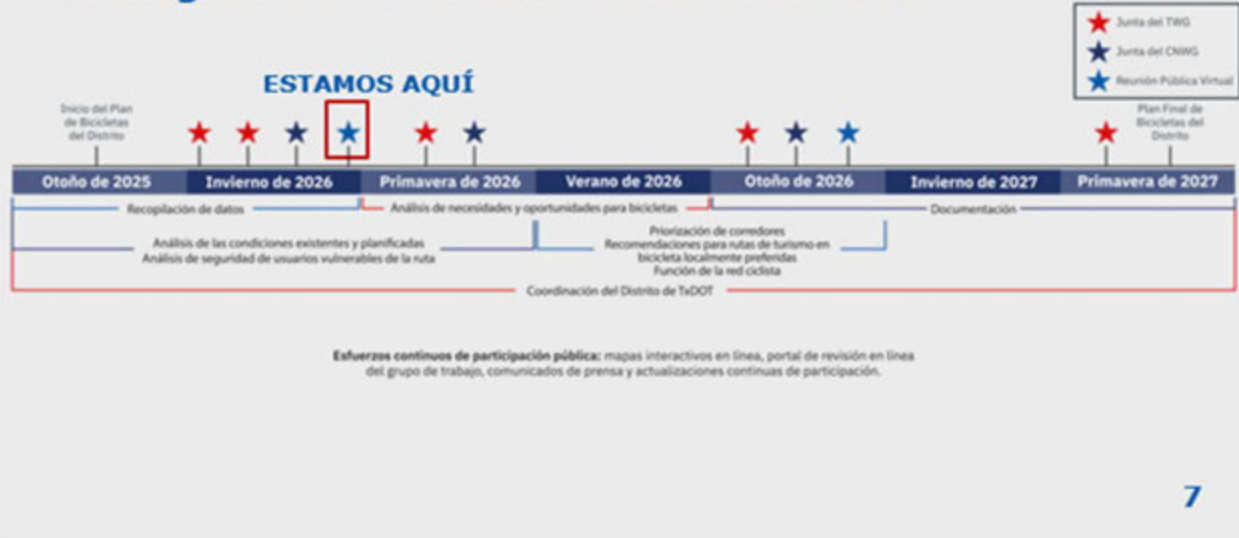 ESTAMOS AQUÍ
Junta del TWG
Junta del CNWG
Reunión Pública Virtual
Inicio del Plan
de Bicicletas
del Distrito
Plan Final de
Bicicletas del
Distrito
Otoño de 2025
Invierno de 2026
Primavera de 2026
Verano de 2026
Otoño de 2026
Invierno de 2027
Primavera de 2027
Recopilación de datos
Análisis de necesidades y oportunidades para bicicletas
Documentación
Análisis de las condiciones existentes y planificadas
Análisis de seguridad de usuarios vulnerables de la ruta
Priorización de corredores
Recomendaciones para rutas de turismo en
bicicleta localmente preferidas
Función de la red ciclista
Coordinación del Distrito de TxDOT
Esfuerzos continuos de participación pública: mapas interactivos en línea, portal de revisión en línea
del grupo de trabajo, comunicados de prensa y actualizaciones continuas de participación.
7